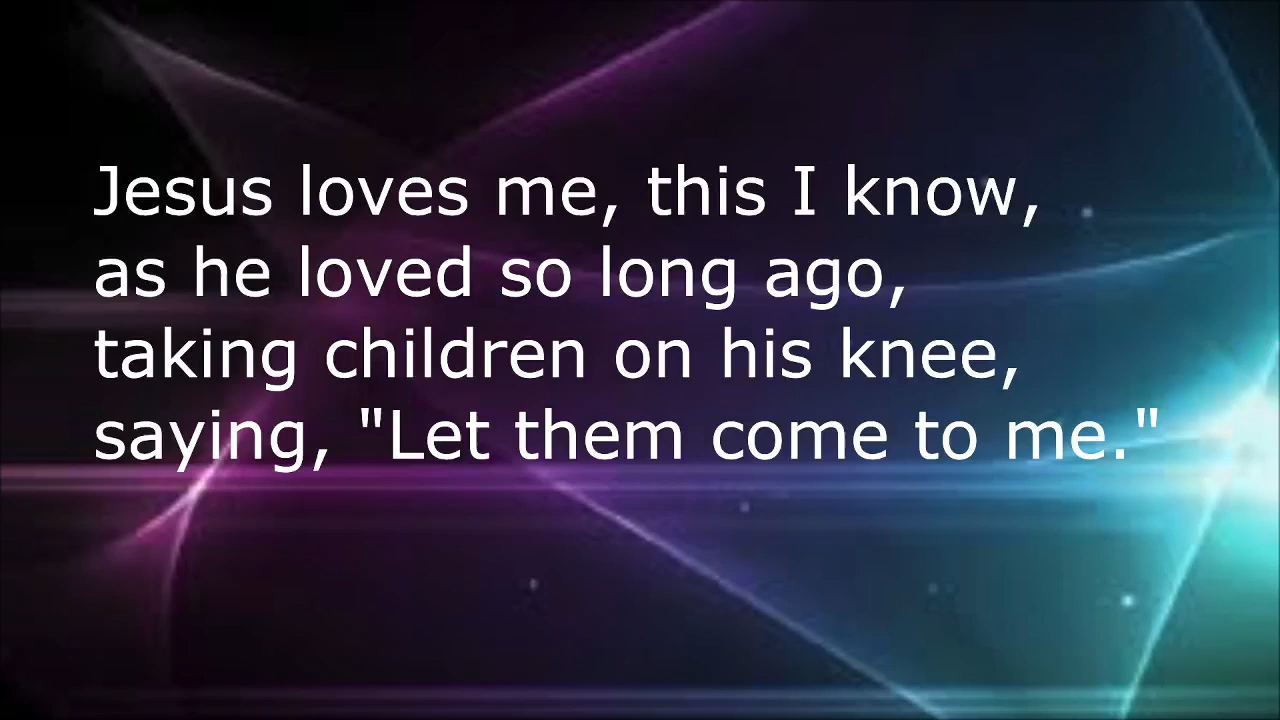 Jesus loves me, this I know,
as he loved so long ago,
taking children on his knee,
saying, "Let them come to me."